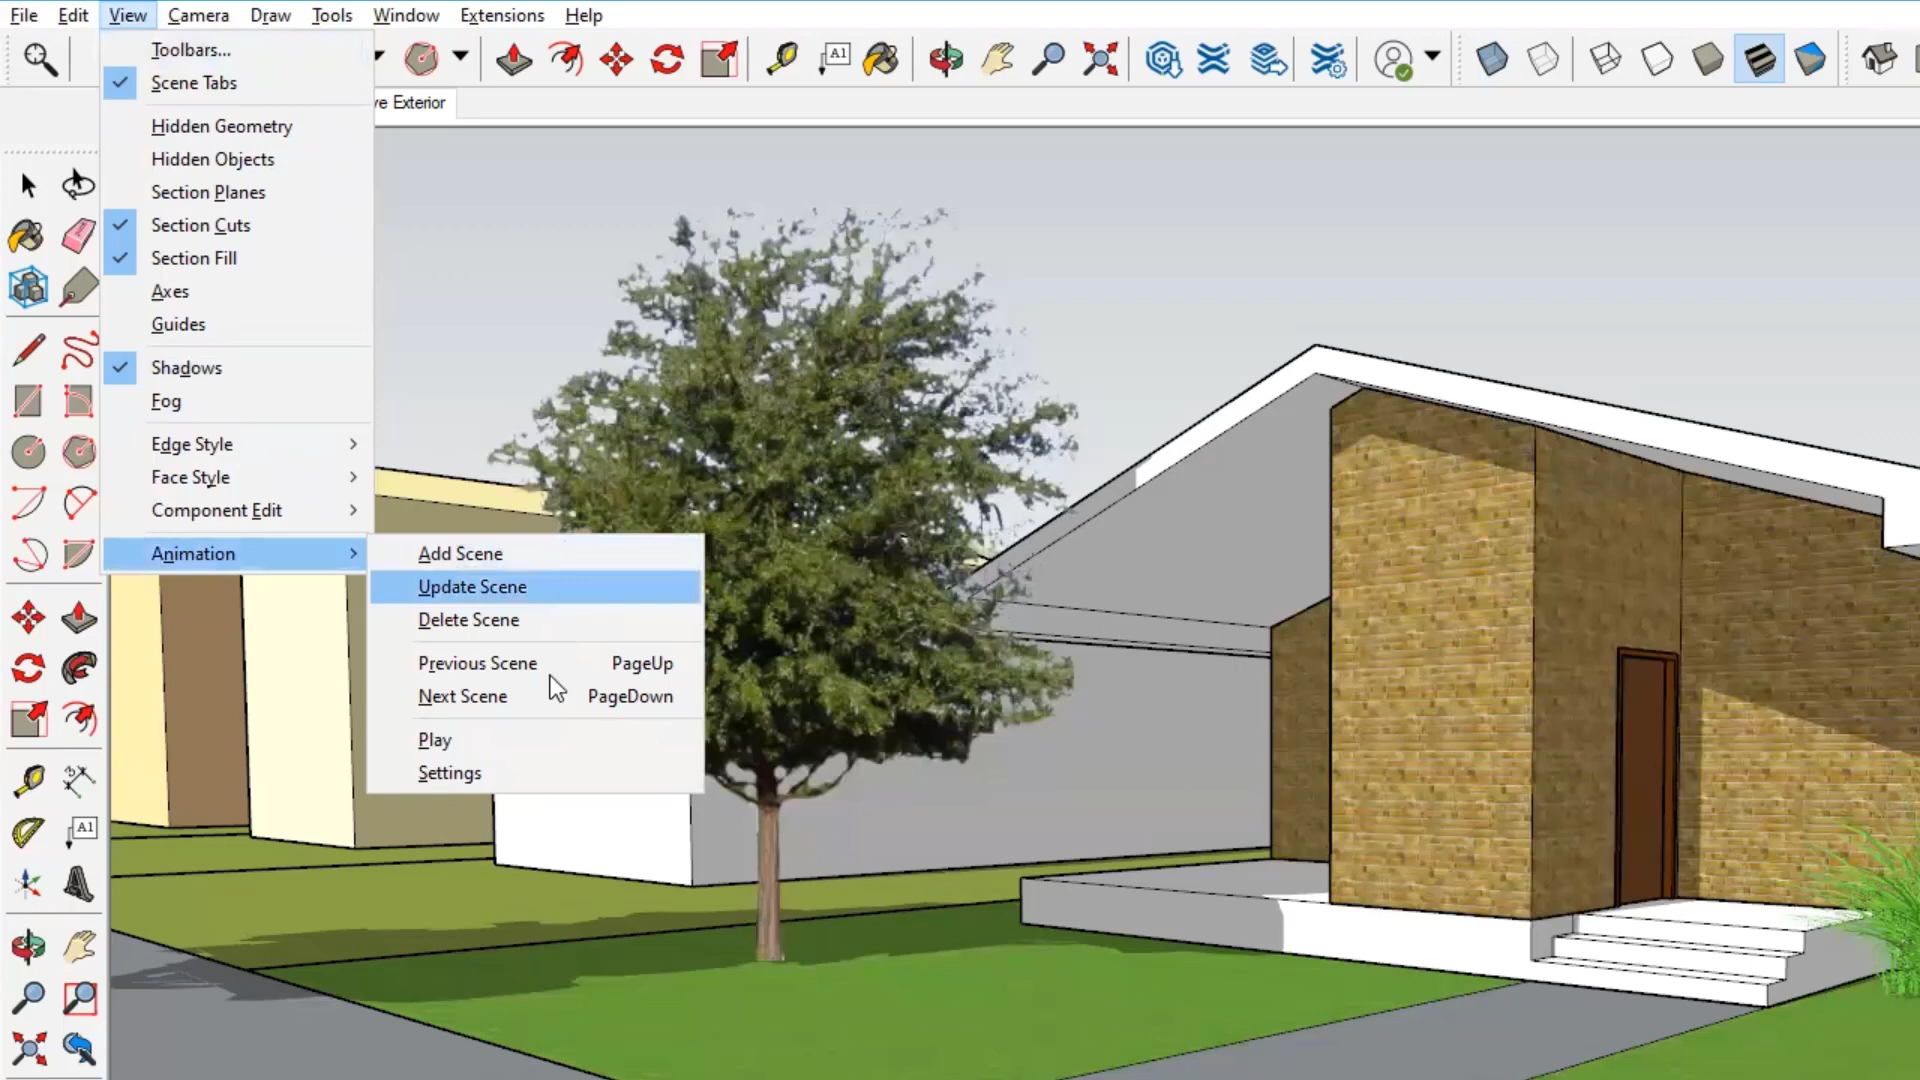 File Edit View Camera Draw Tools Window Extensions Help
Toolbars...
Scene Tabs
ve Exterior
Hidden Geometry
Hidden Objects
Section Planes
Section Cuts
Section Fill
Axes
Guides
Shadows
Fog
Edge Style
Face Style
Component Edit
Animation
Add Scene
Update Scene
Delete Scene
Previous Scene PageUp
Next Scene PageDown
Play
Settings
A1
A1